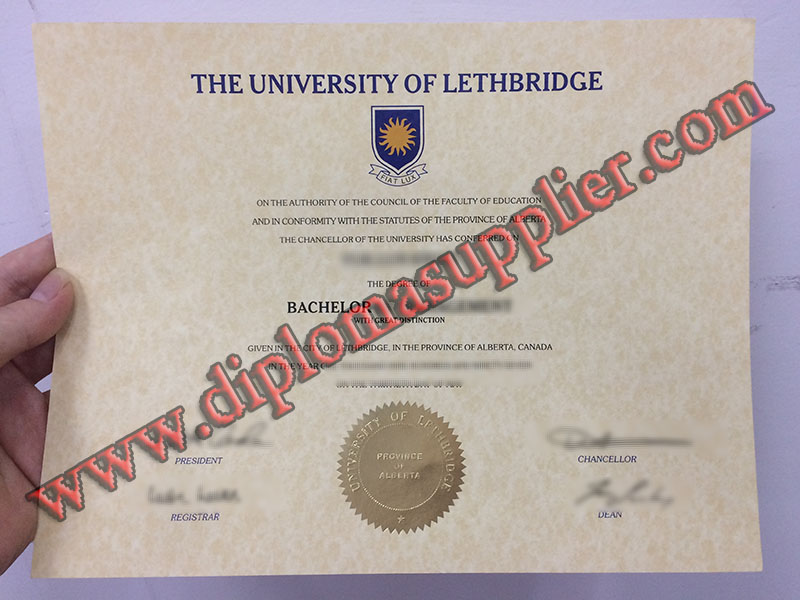 THE UNIVERSITY OF LETHBRIDGE
FIAT LUX
ON THE AUTHORITY OF THE COUNCIL OF THE FACULTY OF EDUCATION
AND IN CONFORMITY WITH THE STATUTES OF THE PROVINCE OF ALBERTA
THE CHANCELLOR OF THE UNIVERSITY HAS CONFERRED ON
THE DEGREE OF
BACHELOR
WITH GREAT DISTINCTION
GIVEN IN THE CITY OF LETHBRIDGE, IN THE PROVINCE OF ALBERTA, CANADA
IN THE YEAR
www.diplomasupplier.com
UNIVERSITY OF LETHBRIDGE
PROVINCE
OF
ALBERTA
PRESIDENT
CHANCELLOR
REGISTRAR
DEAN